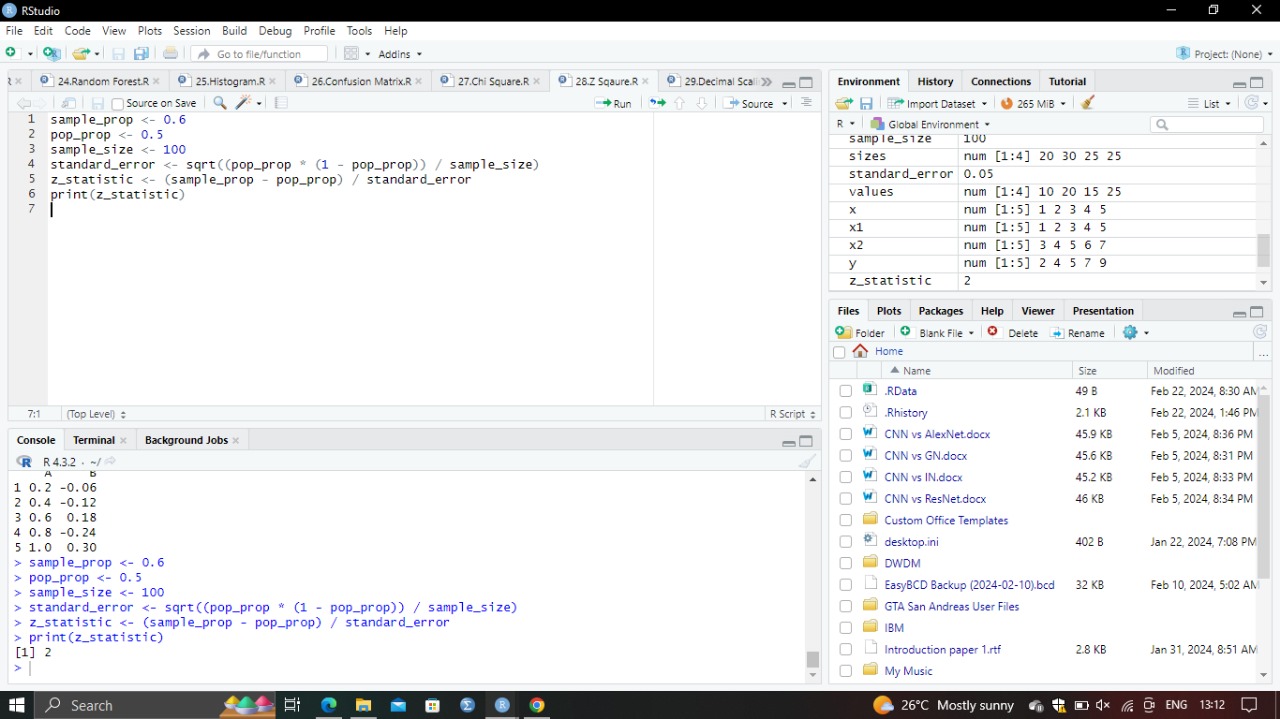 RStudio
File Edit Code View Plots Session Build Debug Profile Tools Help
Go to file/function Addins Project: (None)
R 24.Random Forest.R 25.Histogram.R 26.Confusion Matrix.R 27.Chi Square.R 28.Z Sqaure.R 29.Decimal Scali
Source on Save Run Source
1 sample_prop <- 0.6
2 pop_prop <- 0.5
3 sample_size <- 100
4 standard_error <- sqrt((pop_prop * (1 - pop_prop)) / sample_size)
5 z_statistic <- (sample_prop - pop_prop) / standard_error
6 print(z_statistic)
7
7:1 (Top Level) R Script
Console Terminal Background Jobs
R 4.3.2 · ~/
A B
1 0.2 -0.06
2 0.4 -0.12
3 0.6 0.18
4 0.8 -0.24
5 1.0 0.30
> sample_prop <- 0.6
> pop_prop <- 0.5
> sample_size <- 100
> standard_error <- sqrt((pop_prop * (1 - pop_prop)) / sample_size)
> z_statistic <- (sample_prop - pop_prop) / standard_error
> print(z_statistic)
[1] 2
>
Environment History Connections Tutorial
Import Dataset 265 MiB List
R Global Environment
sample_size 100
sizes num [1:4] 20 30 25 25
standard_error 0.05
values num [1:4] 10 20 15 25
x num [1:5] 1 2 3 4 5
x1 num [1:5] 1 2 3 4 5
x2 num [1:5] 3 4 5 6 7
y num [1:5] 2 4 5 7 9
z_statistic 2
Files Plots Packages Help Viewer Presentation
Folder Blank File Delete Rename
Home ...
Name Size Modified
.RData 49 B Feb 22, 2024, 8:30 AM
.Rhistory 2.1 KB Feb 22, 2024, 1:46 PM
CNN vs AlexNet.docx 45.9 KB Feb 5, 2024, 8:36 PM
CNN vs GN.docx 45.6 KB Feb 5, 2024, 8:31 PM
CNN vs IN.docx 45.2 KB Feb 5, 2024, 8:33 PM
CNN vs ResNet.docx 46 KB Feb 5, 2024, 8:34 PM
Custom Office Templates
desktop.ini 402 B Jan 22, 2024, 7:08 PM
DWDM
EasyBCD Backup (2024-02-10).bcd 32 KB Feb 10, 2024, 5:02 AM
GTA San Andreas User Files
IBM
Introduction paper 1.rtf 2.8 KB Jan 31, 2024, 8:51 AM
My Music
Search 26°C Mostly sunny ENG 13:12